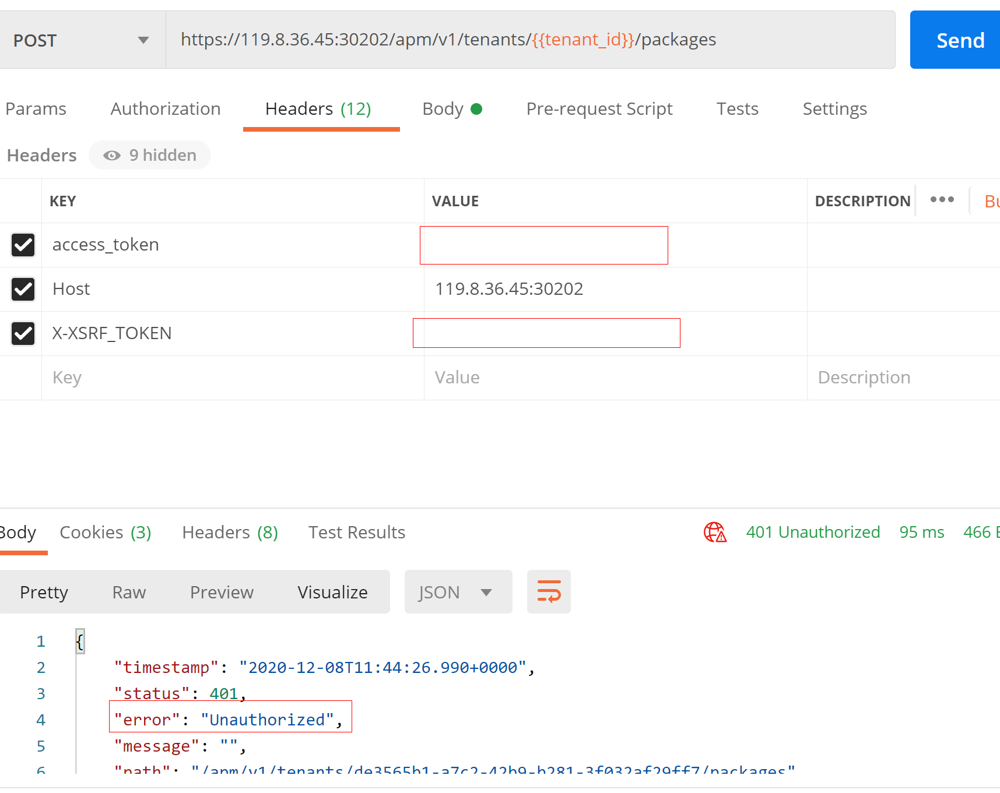 POST
https://119.8.36.45:30202/apm/v1/tenants/{{tenant_id}}/packages
Send
Params Authorization Headers (12) Body Pre-request Script Tests Settings
Headers 9 hidden
KEY VALUE DESCRIPTION ••• Bu
access_token
Host 119.8.36.45:30202
X-XSRF_TOKEN
Key Value Description
Body Cookies (3) Headers (8) Test Results 401 Unauthorized 95 ms 466 B
Pretty Raw Preview Visualize JSON
1 {
2 "timestamp": "2020-12-08T11:44:26.990+0000",
3 "status": 401,
4 "error": "Unauthorized",
5 "message": "",
6 "path": "/apm/v1/tenants/de3565b1-a7c2-42b9-b281-3f032af29ff7/packages"